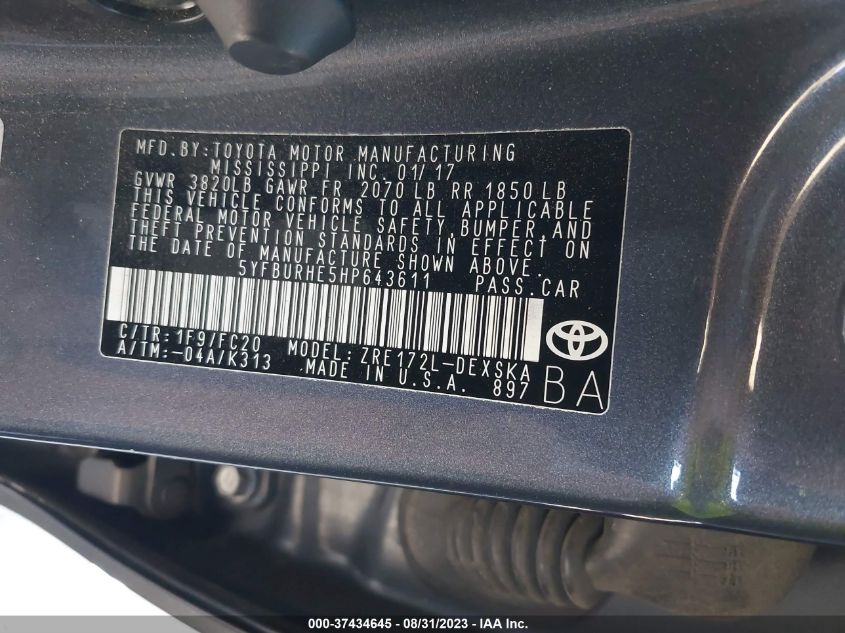 MFD.BY:TOYOTA MOTOR MANUFACTURING
MISSISSIPPI INC. 01/17
GVWR 3820LB GAWR FR 2070 LB RR 1850 LB
THIS VEHICLE CONFORMS TO ALL APPLICABLE
FEDERAL MOTOR VEHICLE SAFETY, BUMPER, AND
THEFT PREVENTION STANDARDS IN EFFECT ON
THE DATE OF MANUFACTURE SHOWN ABOVE.
5YFBURHE5HP643611 PASS.CAR
C/TR:1F9/FC20 MODEL:ZRE172L-DEXSKA
A/TM:-04A/K313 MADE IN U.S.A. 897
BA
000-37434645 - 08/31/2023 - IAA Inc.